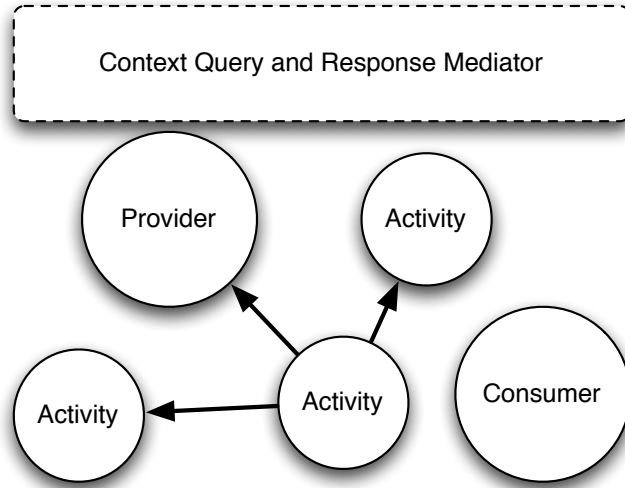 Context Query and Response Mediator
Provider
Activity
Activity
Activity
Consumer